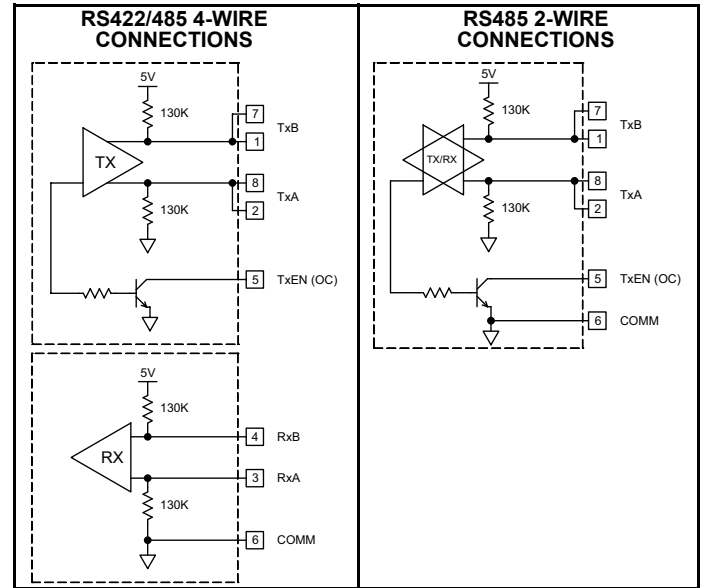 RS422/485 4-WIRE
CONNECTIONS
5V
130K
7
TxB
1
TX
8
TxA
130K
2
5 TxEN (OC)
5V
130K
4 RxB
RX
3 RxA
130K
6 COMM
RS485 2-WIRE
CONNECTIONS
5V
130K
7
TxB
1
TX/RX
8
TxA
130K
2
5 TxEN (OC)
6 COMM